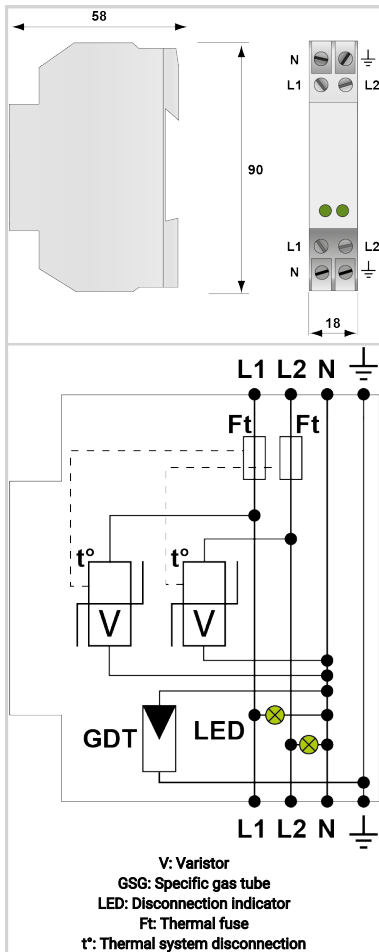 58
N ⏚
L1 L2
90
L1 L2
N ⏚
18
L1 L2 N ⏚
Ft Ft
t° t°
V V
GDT LED
L1 L2 N ⏚
V: Varistor
GSG: Specific gas tube
LED: Disconnection indicator
Ft: Thermal fuse
t°: Thermal system disconnection